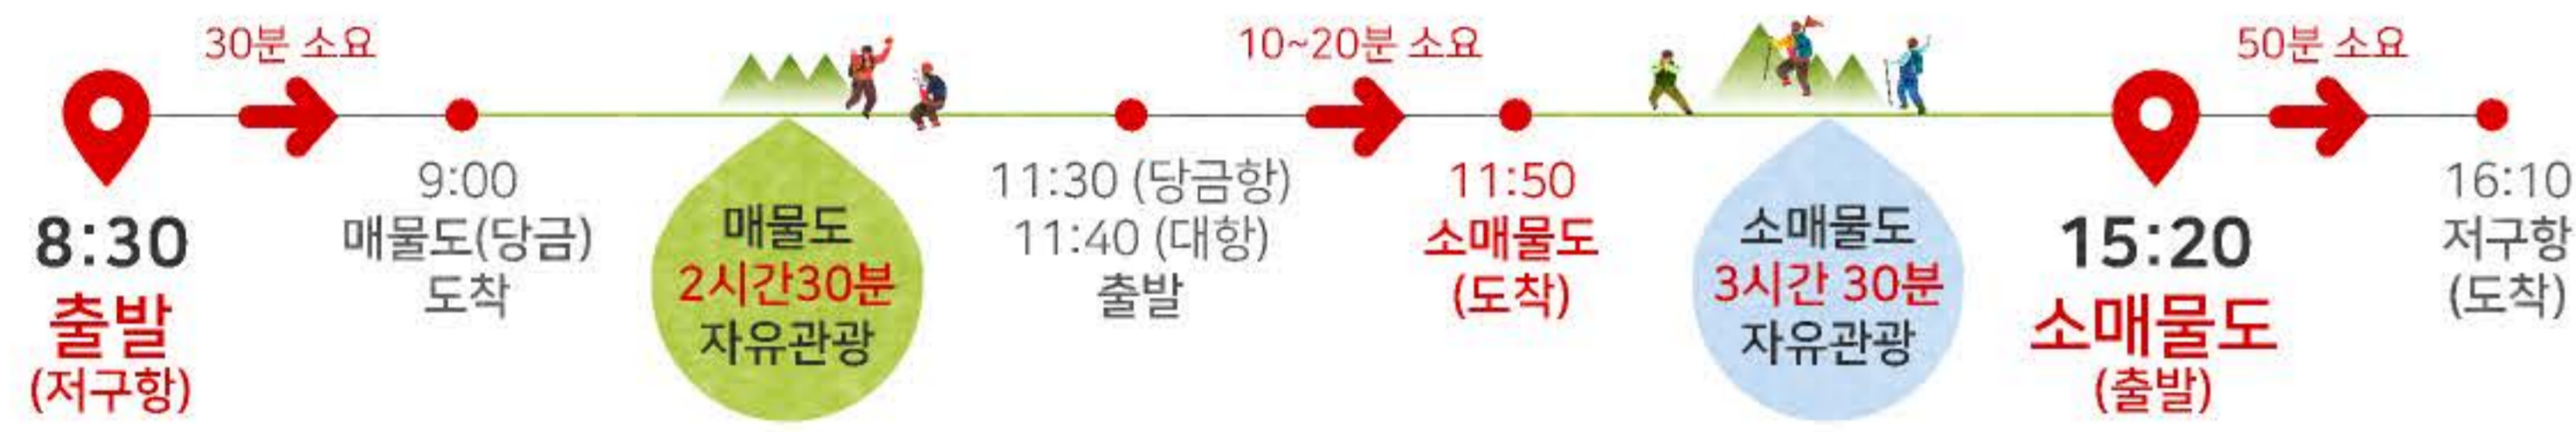 30분 소요
8:30
출발
(저구항)
9:00
매물도(당금)
도착
매물도
2시간30분
자유관광
10~20분 소요
11:30 (당금항)
11:40 (대항)
출발
11:50
소매물도
(도착)
소매물도
3시간 30분
자유관광
15:20
소매물도
(출발)
50분 소요
16:10
저구항
(도착)